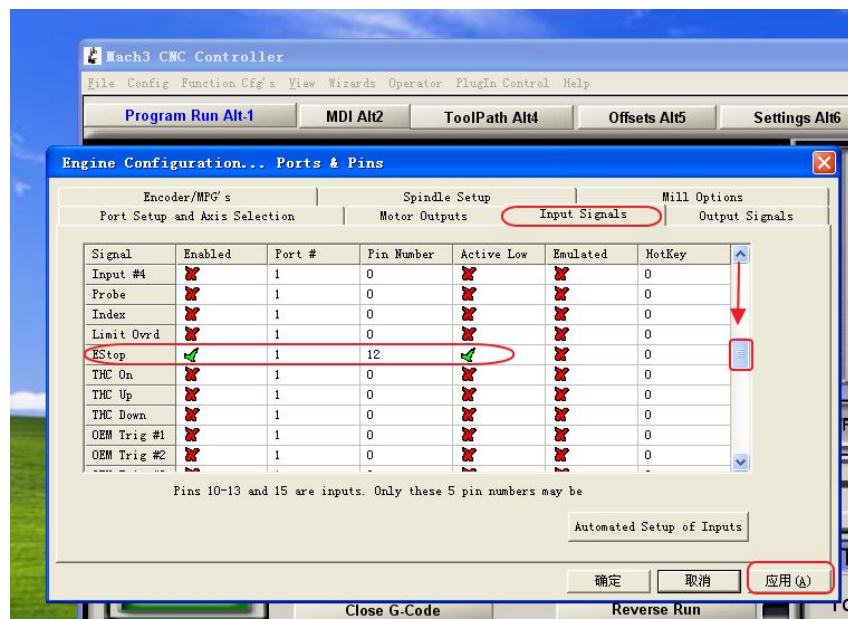 Mach3 CNC Controller
File Config Function Cfg's View Wizards Operator PlugIn Control Help
Program Run Alt-1 MDI Alt2 ToolPath Alt4 Offsets Alt5 Settings Alt6
Engine Configuration... Ports & Pins
Encoder/MPG's Spindle Setup Mill Options
Port Setup and Axis Selection Motor Outputs Input Signals Output Signals
Signal Enabled Port # Pin Number Active Low Emulated HotKey
Input #4 1 0 0
Probe 1 0 0
Index 1 0 0
Limit Ovrd 1 0 0
EStop 1 12 0
THC On 1 0 0
THC Up 1 0 0
THC Down 1 0 0
OEM Trig #1 1 0 0
OEM Trig #2 1 0 0
Pins 10-13 and 15 are inputs. Only these 5 pin numbers may be
Automated Setup of Inputs
确定 取消 应用(A)
Close G-Code Reverse Run